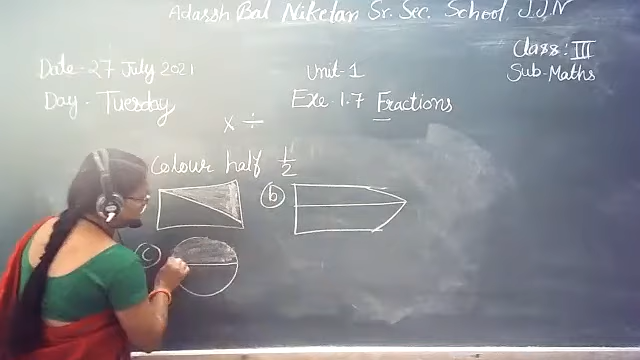 Adarsh Bal Niketan Sr. Sec. School, JJN
Date - 27 July 2021
Unit-1
Class: III
Sub-Maths
Day - Tuesday
Exe. 1.7 Fractions
× ÷
Colour half 1/2
b
c